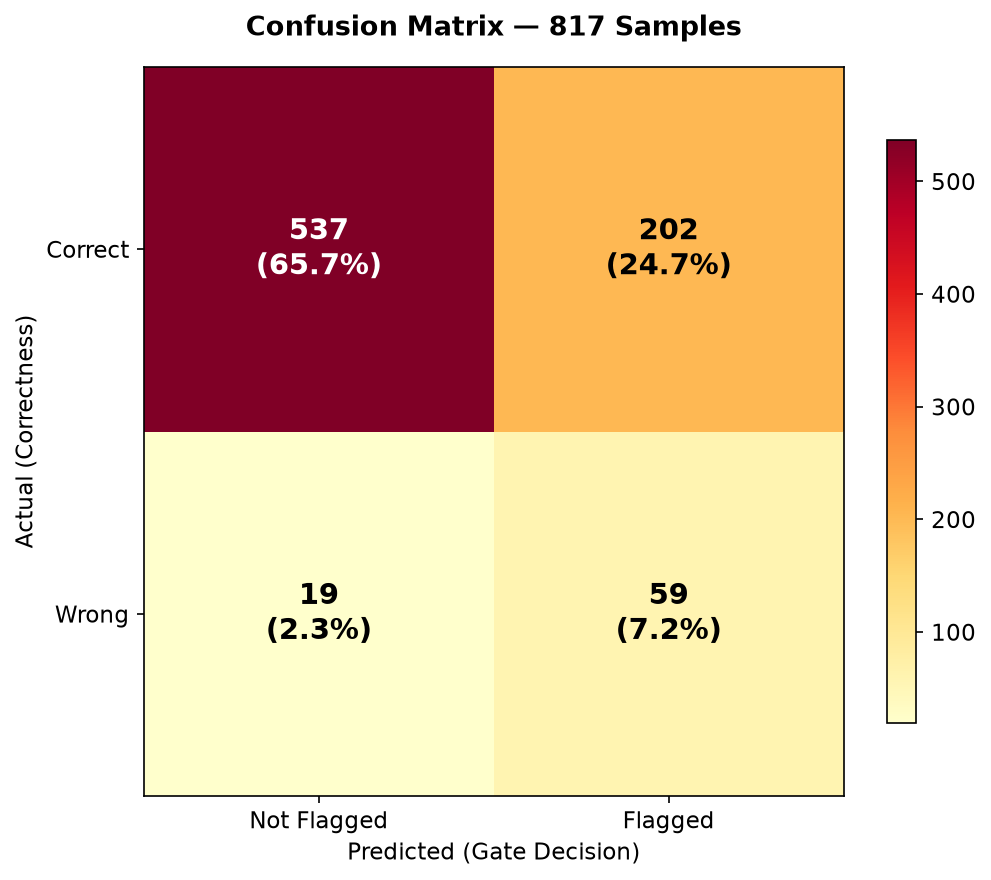 Confusion Matrix — 817 Samples
Actual (Correctness)
Correct
Wrong
537
(65.7%)
202
(24.7%)
19
(2.3%)
59
(7.2%)
Not Flagged
Flagged
Predicted (Gate Decision)
500
400
300
200
100